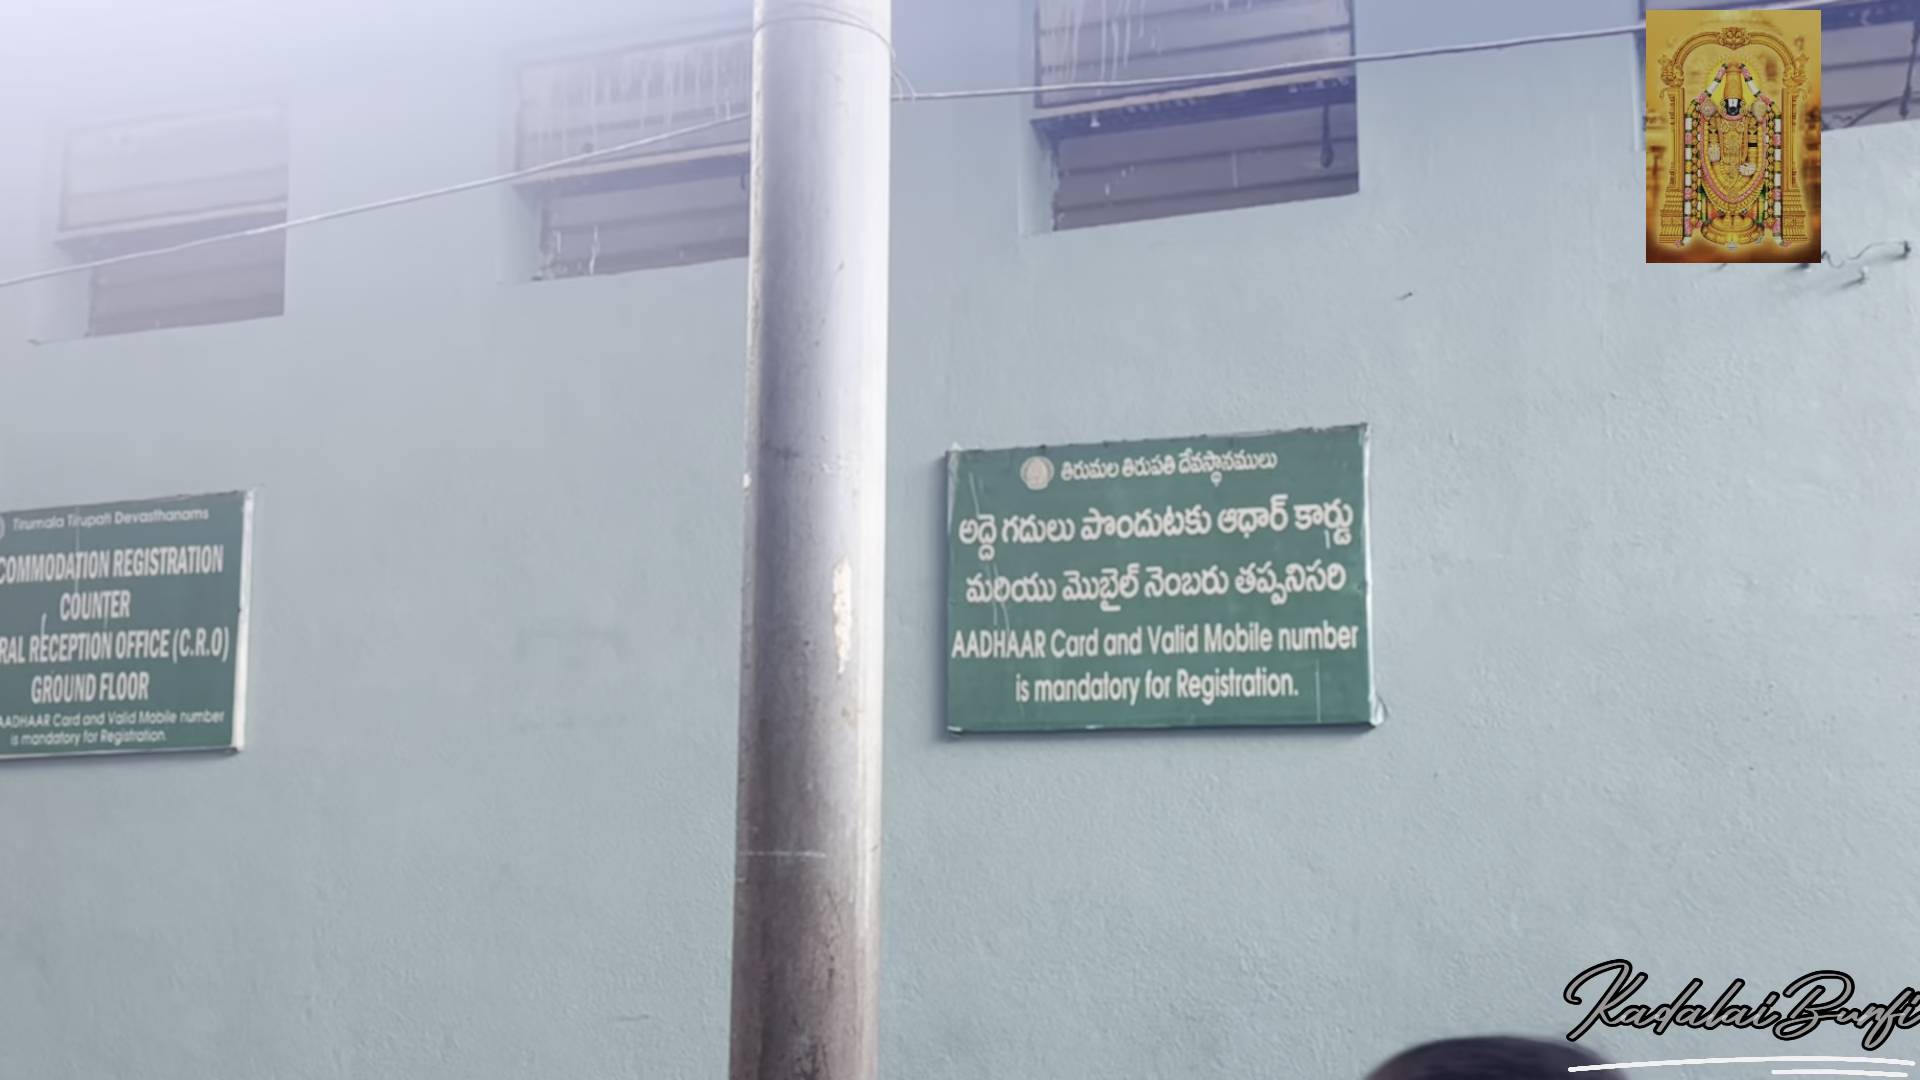 Tirumala Tirupati Devasthanams
COMMODATION REGISTRATION
COUNTER
RAL RECEPTION OFFICE (C.R.O)
GROUND FLOOR
AADHAAR Card and Valid Mobile number
is mandatory for Registration.
తిరుమల తిరుపతి దేవస్థానములు
అద్దె గదులు పొందుటకు ఆధార్ కార్డు
మరియు మొబైల్ నెంబరు తప్పనిసరి
AADHAAR Card and Valid Mobile number
is mandatory for Registration.
Kadalai Burfi